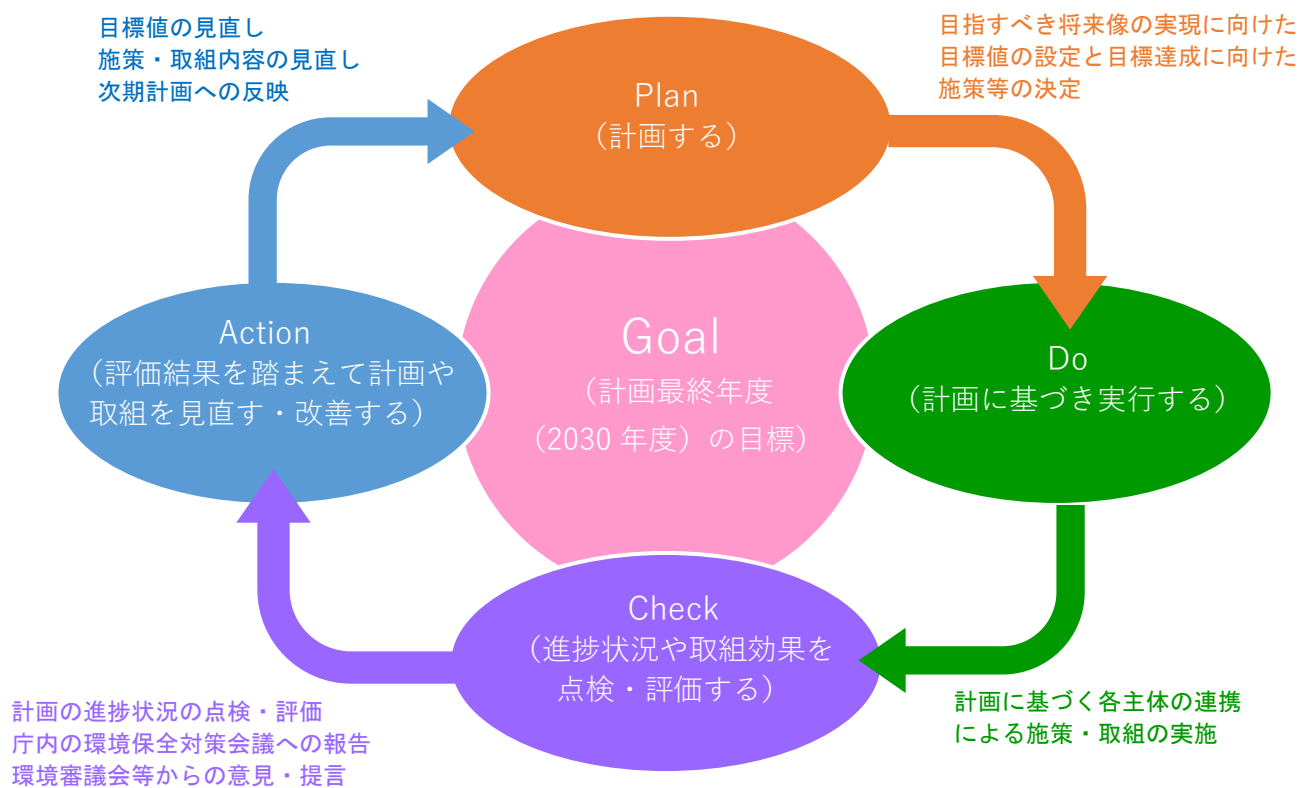 目標値の見直し
施策・取組内容の見直し
次期計画への反映
目指すべき将来像の実現に向けた
目標値の設定と目標達成に向けた
施策等の決定
Plan
（計画する）
Action
（評価結果を踏まえて計画や
取組を見直す・改善する）
Goal
（計画最終年度
（2030 年度）の目標）
Do
（計画に基づき実行する）
Check
（進捗状況や取組効果を
点検・評価する）
計画の進捗状況の点検・評価
庁内の環境保全対策会議への報告
環境審議会等からの意見・提言
計画に基づく各主体の連携
による施策・取組の実施